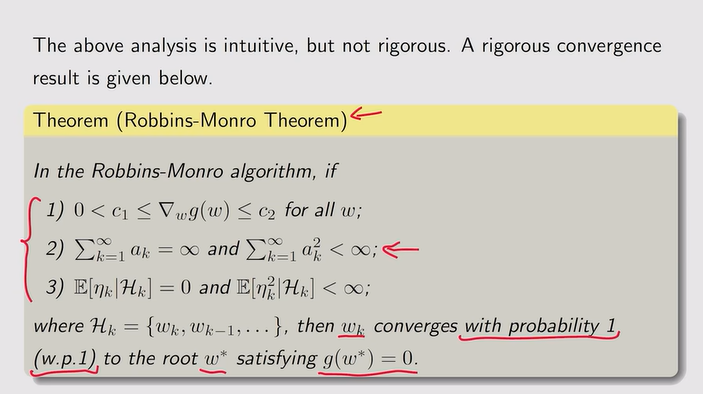 The above analysis is intuitive, but not rigorous. A rigorous convergence
result is given below.
Theorem (Robbins-Monro Theorem)
In the Robbins-Monro algorithm, if
1) $0 < c_1 \leq \nabla_w g(w) \leq c_2$ for all $w$;
2) $\sum_{k=1}^{\infty} a_k = \infty$ and $\sum_{k=1}^{\infty} a_k^2 < \infty$;
3) $\mathbb{E}[\eta_k|\mathcal{H}_k] = 0$ and $\mathbb{E}[\eta_k^2|\mathcal{H}_k] < \infty$;
where $\mathcal{H}_k = \{w_k, w_{k-1}, \ldots\}$, then $w_k$ converges with probability 1
(w.p.1) to the root $w^*$ satisfying $g(w^*) = 0$.